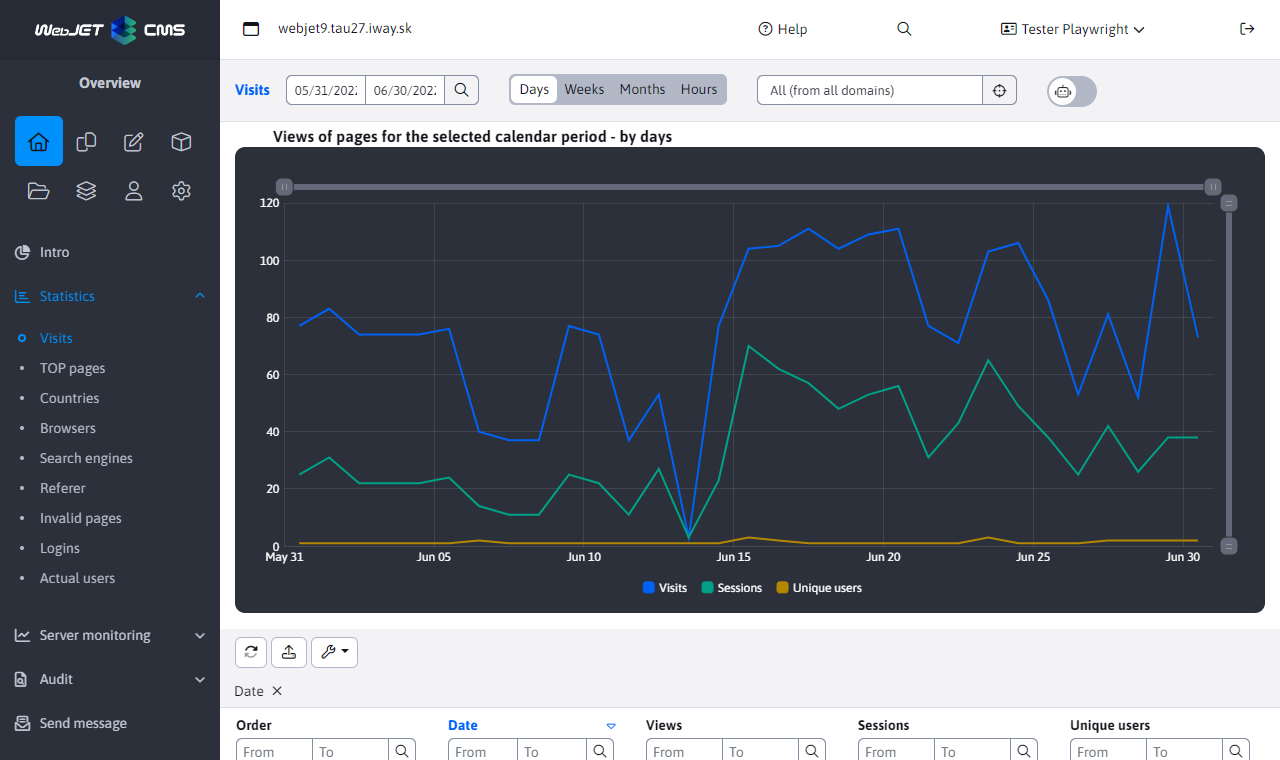 WebJET CMS
webjet9.tau27.iway.sk
Help
Tester Playwright
Overview
Intro
Statistics
Visits
TOP pages
Countries
Browsers
Search engines
Referer
Invalid pages
Logins
Actual users
Server monitoring
Audit
Send message
Visits
05/31/202
06/30/202
Days Weeks Months Hours
All (from all domains)
Views of pages for the selected calendar period - by days
120
100
80
60
40
20
0
May 31 Jun 05 Jun 10 Jun 15 Jun 20 Jun 25 Jun 30
Visits Sessions Unique users
Date
Order Date Views Sessions Unique users
From To From To From To From To From To